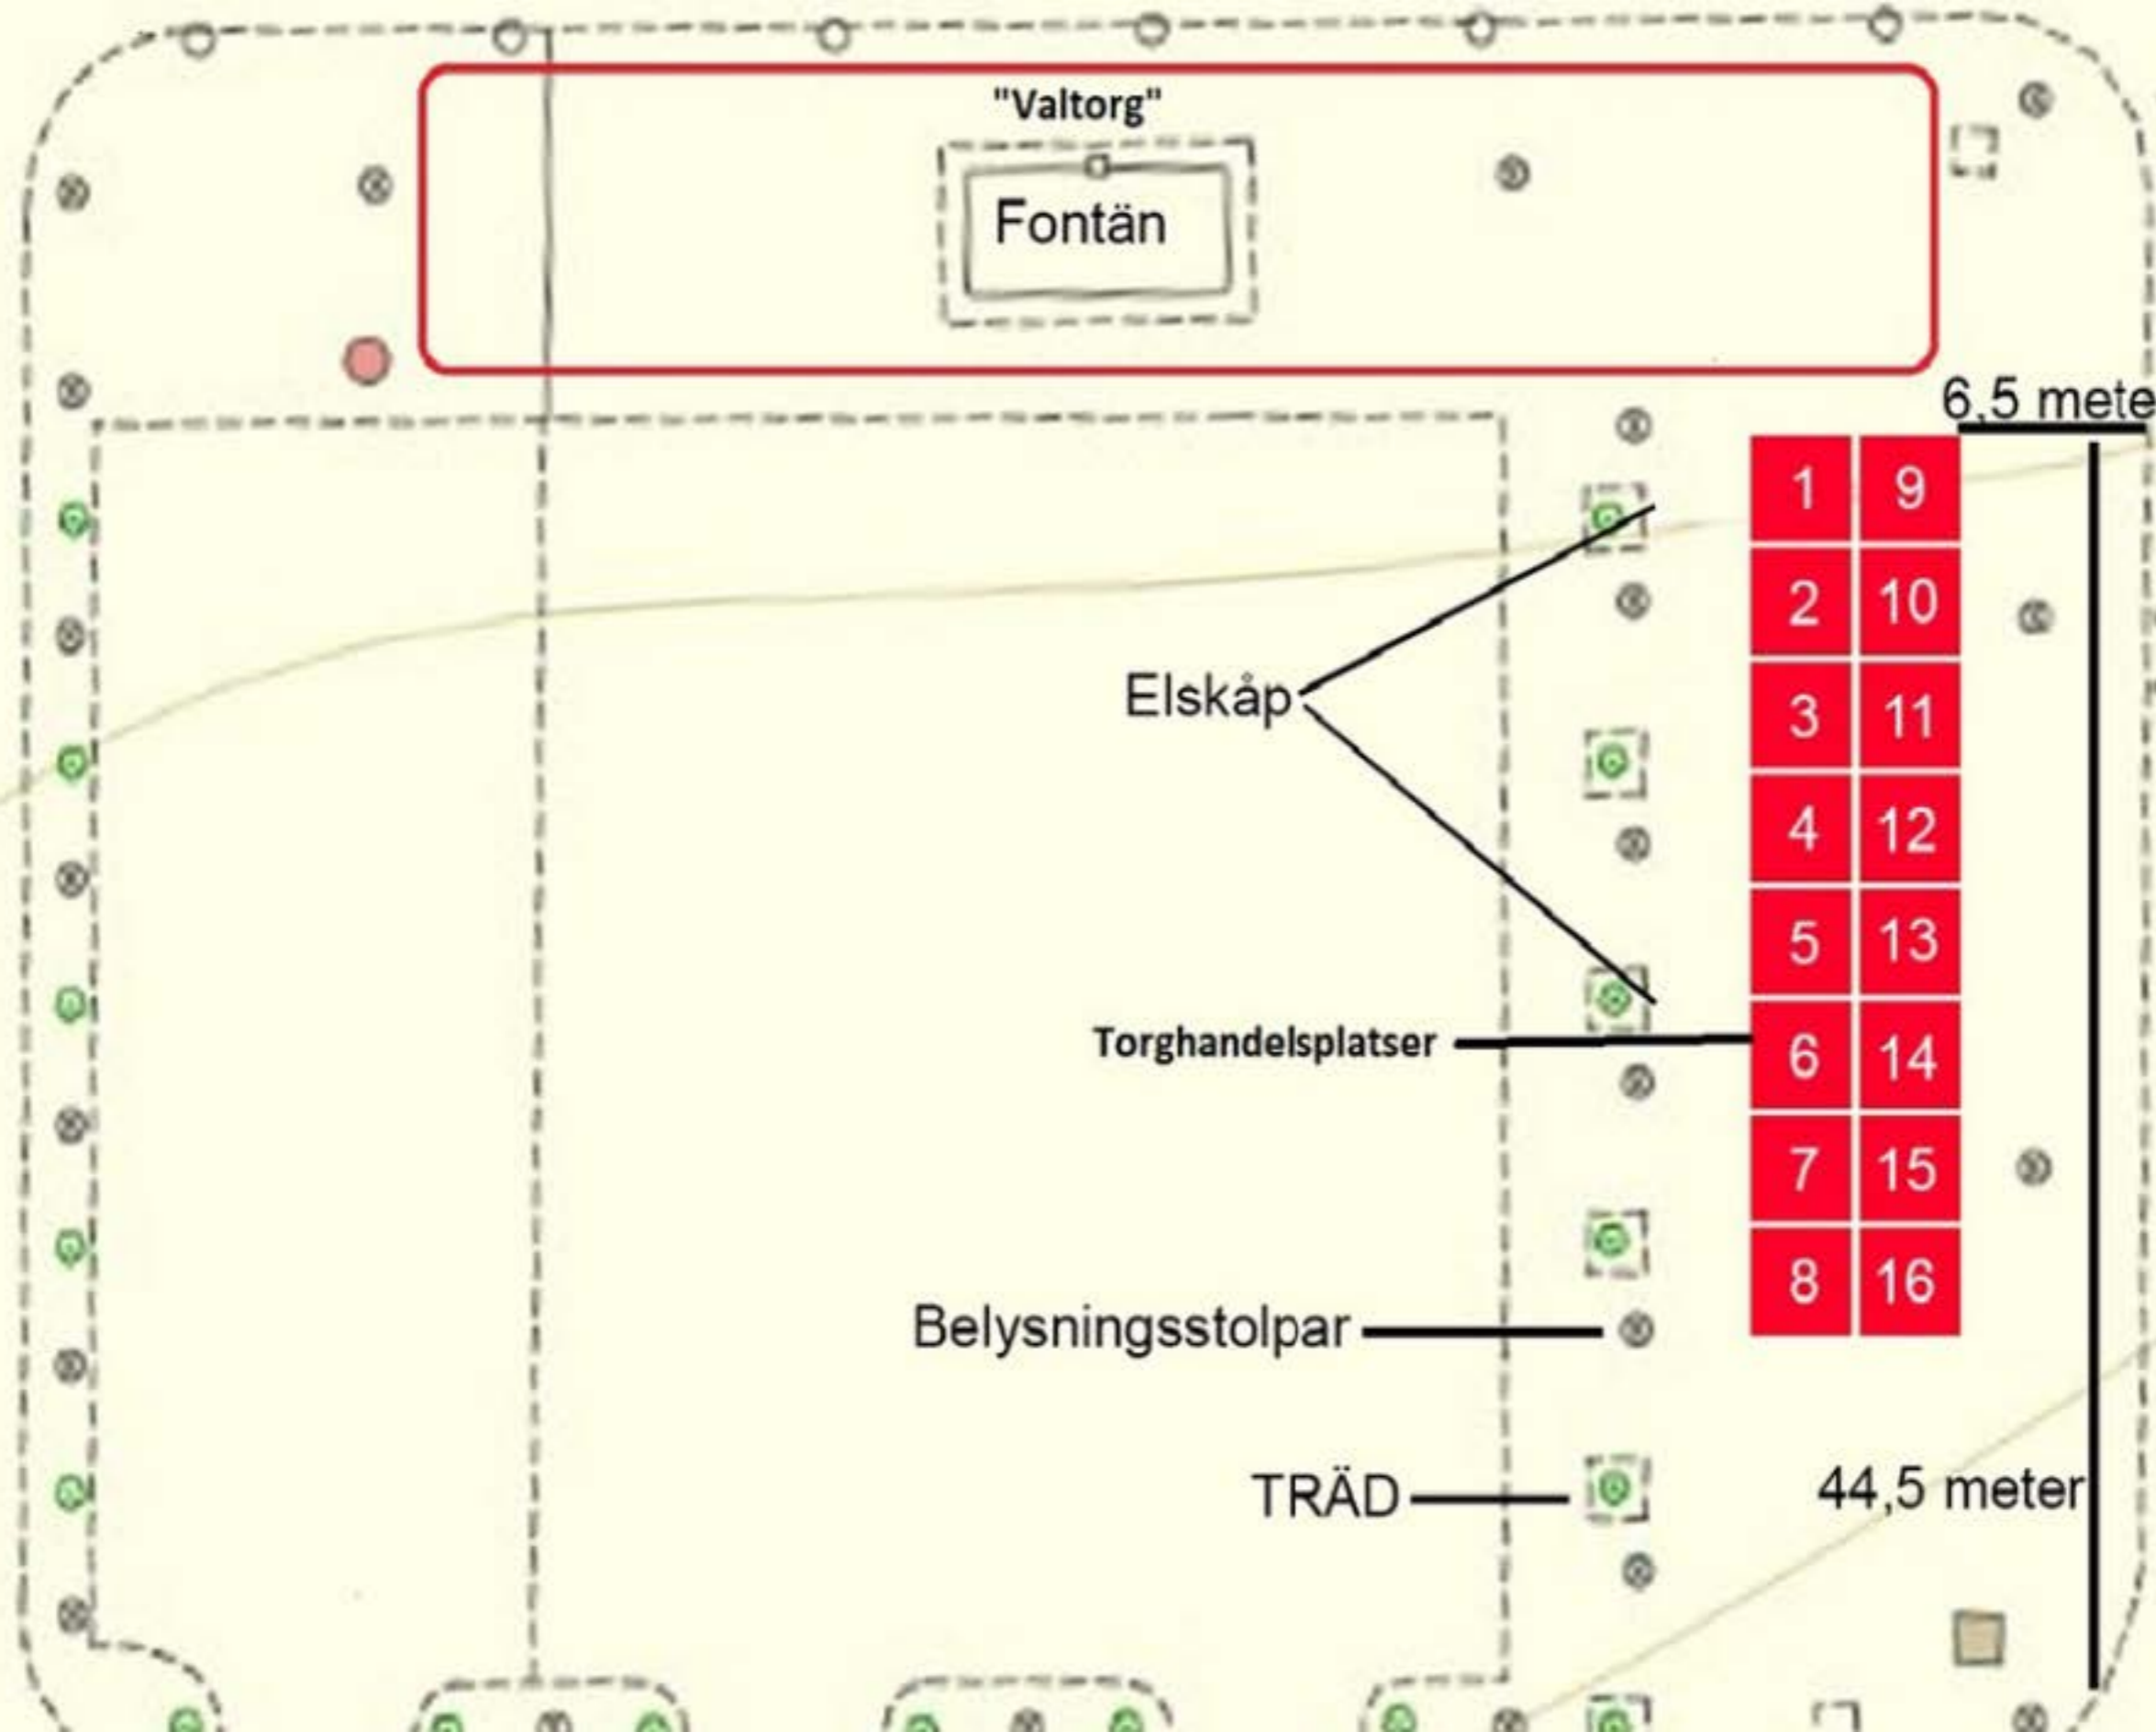 "Valtorg"
Fontän
6,5 mete
1 9
2 10
Elskåp
3 11
4 12
5 13
Torghandelsplatser
6 14
7 15
8 16
Belysningsstolpar
TRÄD
44,5 meter